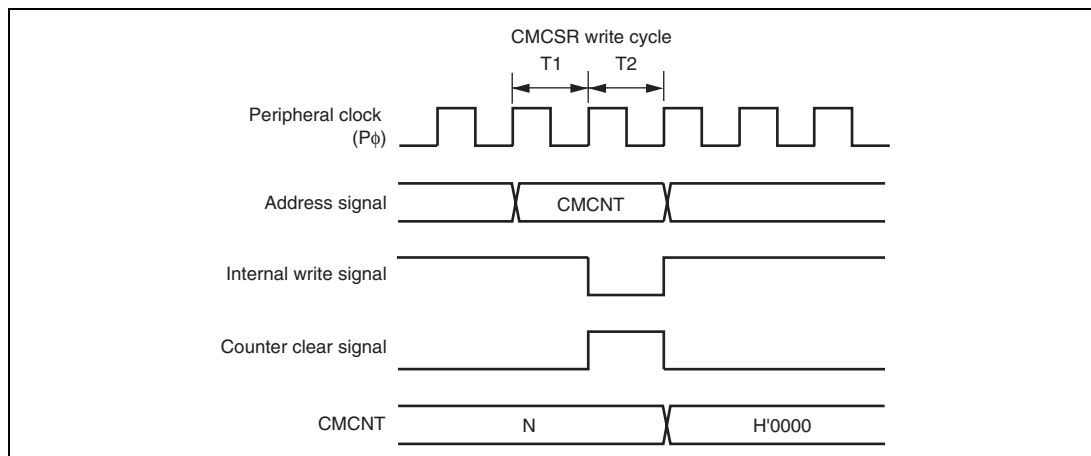 CMCSR write cycle
T1 T2
Peripheral clock
(Pϕ)
Address signal CMCNT
Internal write signal
Counter clear signal
CMCNT N H'0000